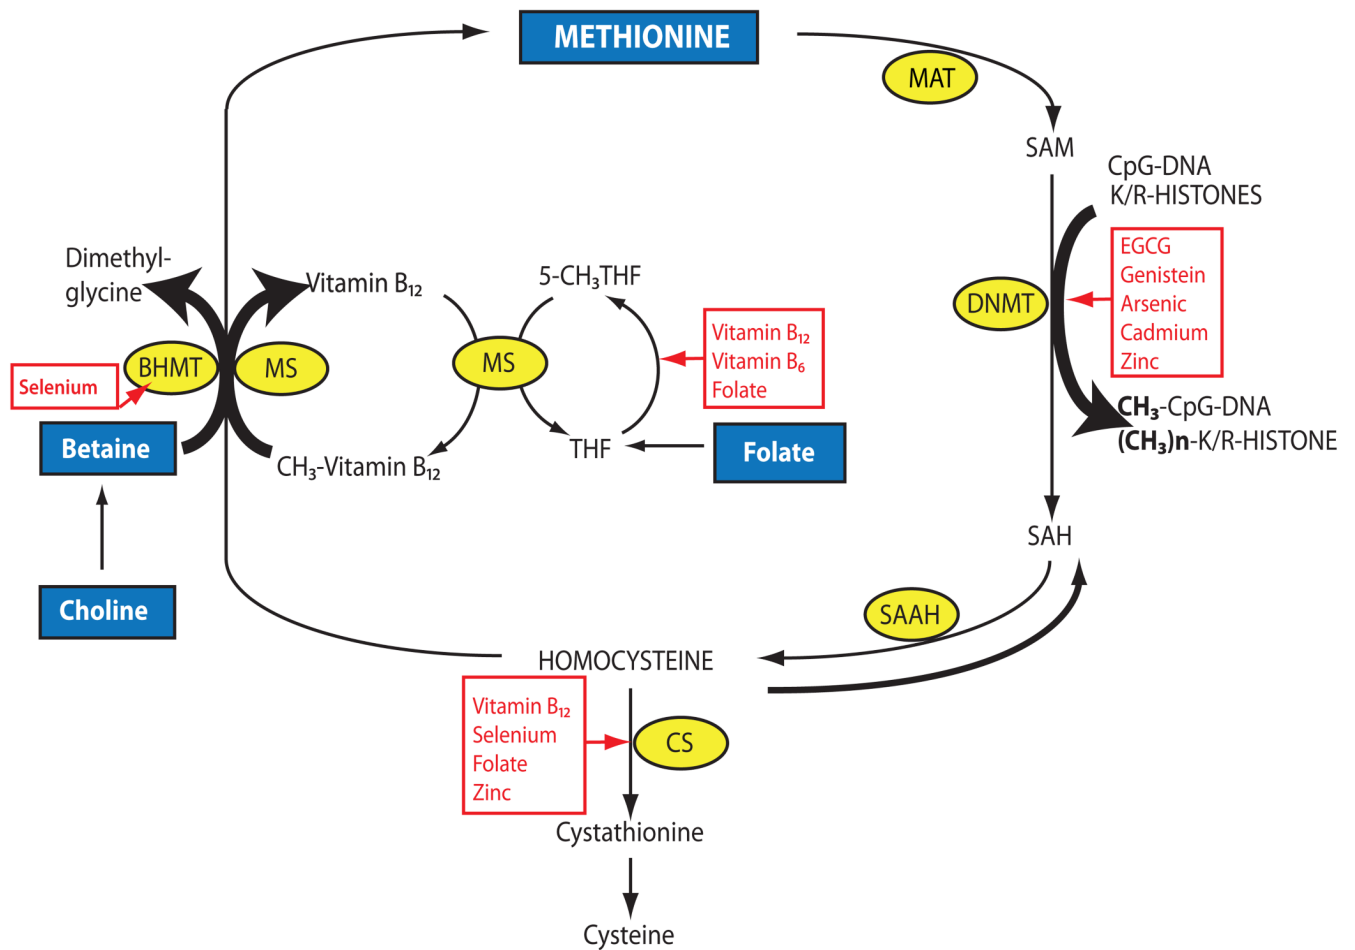 METHIONINE
MAT
SAM
CpG-DNA
K/R-HISTONES
EGCG
Genistein
Arsenic
Cadmium
Zinc
DNMT
CH₃-CpG-DNA
(CH₃)n-K/R-HISTONE
SAH
Dimethyl-
glycine
Vitamin B₁₂
5-CH₃THF
Vitamin B₁₂
Vitamin B₆
Folate
BHMT
MS
MS
Selenium
Betaine
CH₃-Vitamin B₁₂
THF
Folate
Choline
SAAH
HOMOCYSTEINE
Vitamin B₁₂
Selenium
Folate
Zinc
CS
Cystathionine
Cysteine